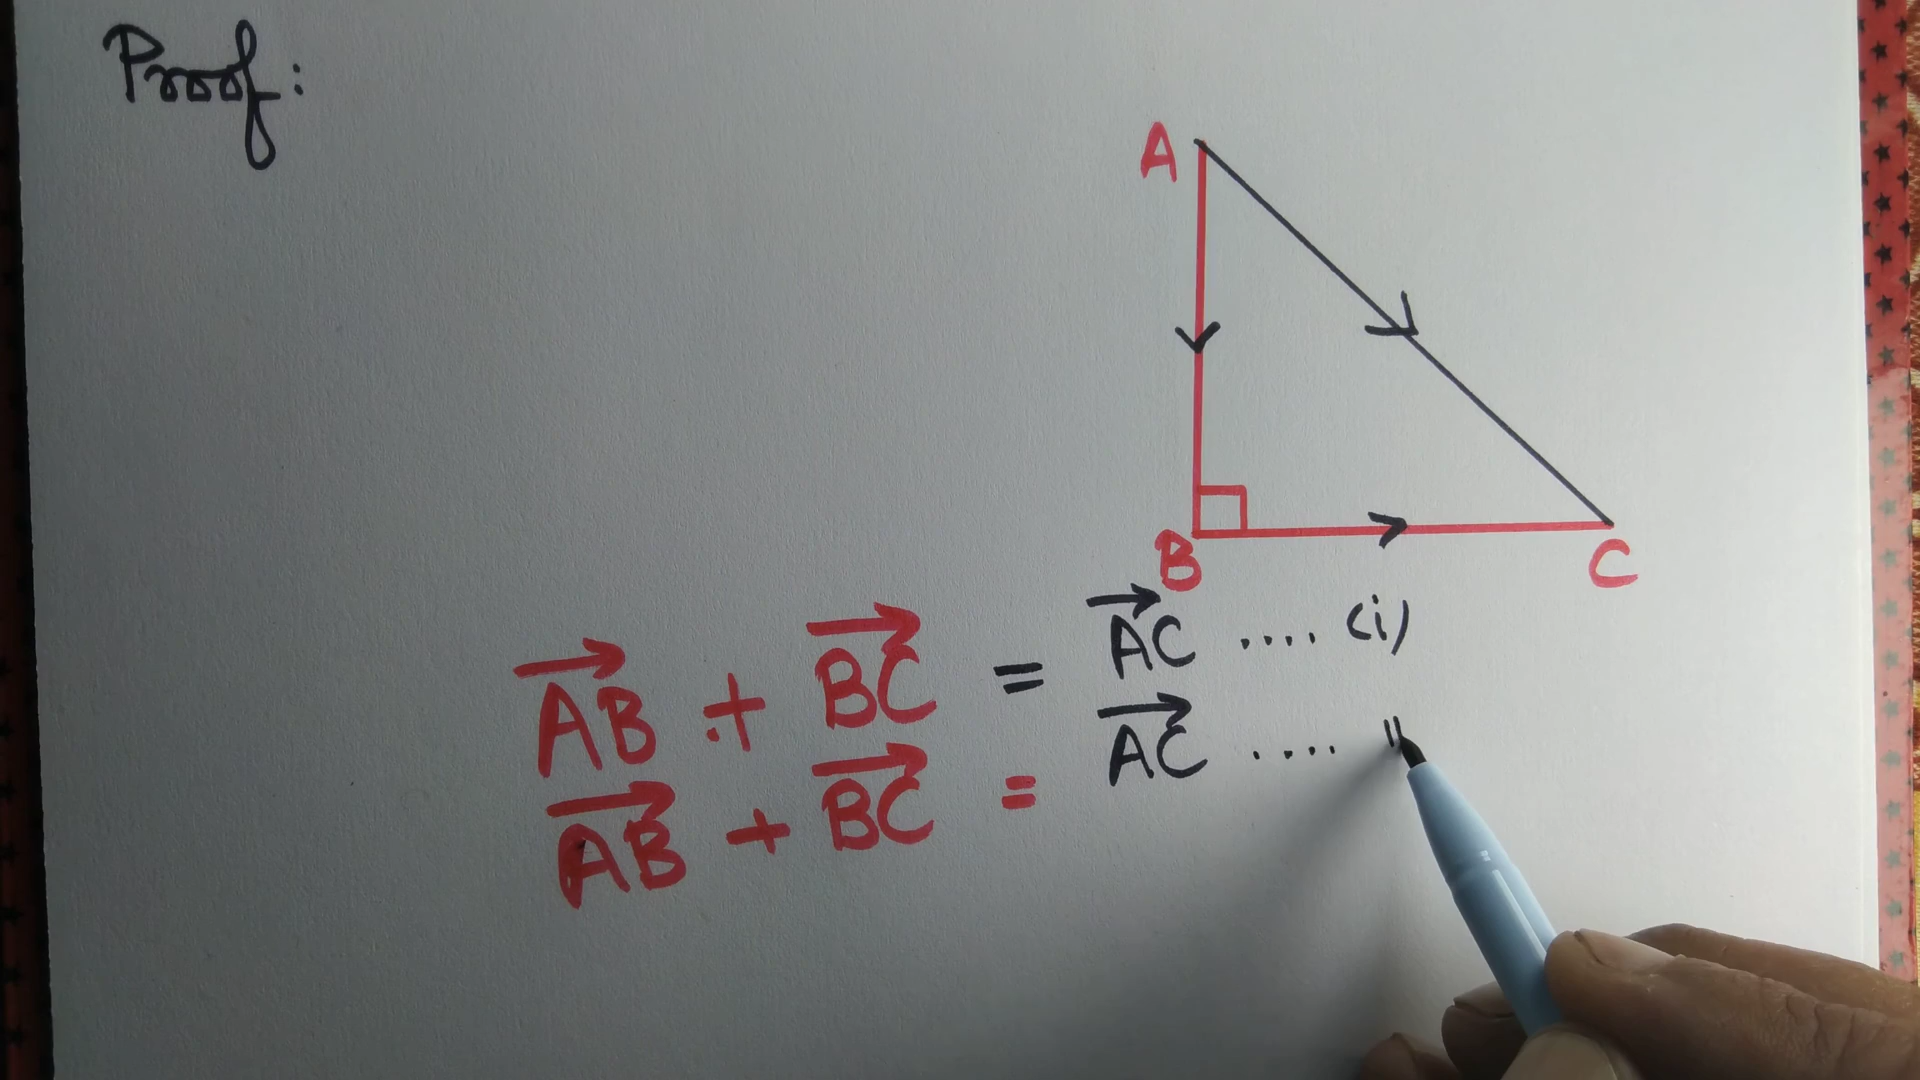 Proof:
A
B
C
AB + BC = AC .... (i)
AB + BC = AC .... "